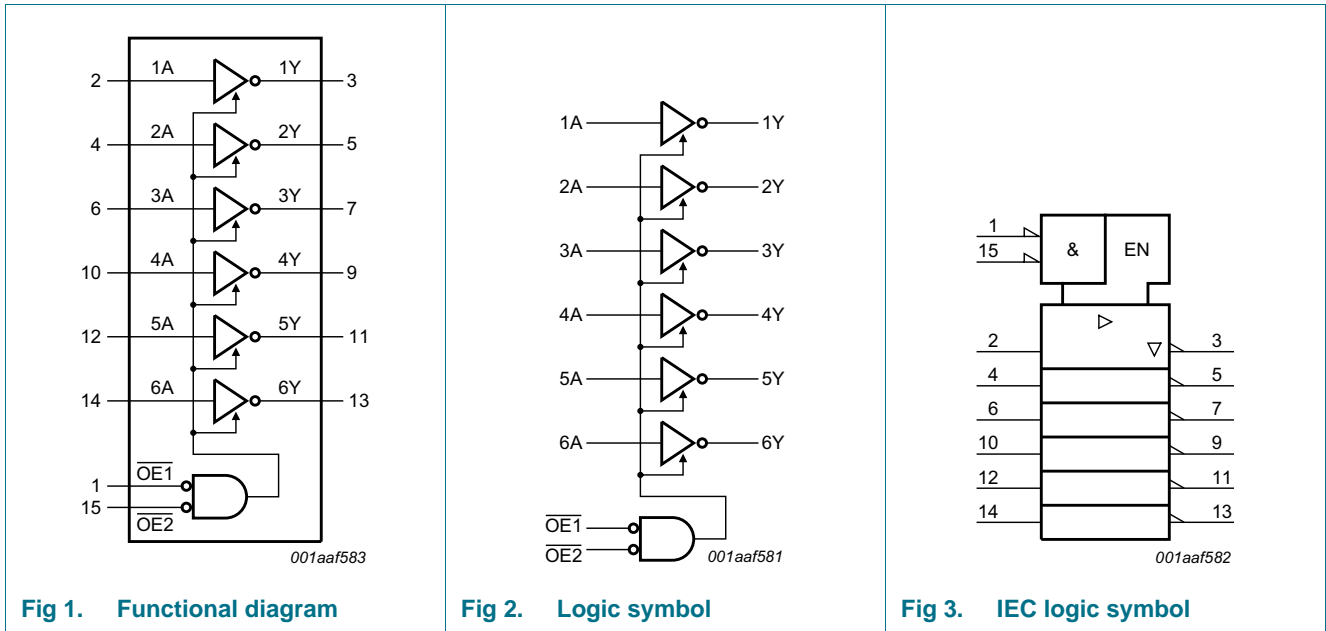 2 1A 1Y 3
4 2A 2Y 5
6 3A 3Y 7
10 4A 4Y 9
12 5A 5Y 11
14 6A 6Y 13
1 OE1
15 OE2
001aaf583
Fig 1. Functional diagram
1A 1Y
2A 2Y
3A 3Y
4A 4Y
5A 5Y
6A 6Y
OE1
OE2
001aaf581
Fig 2. Logic symbol
1
15
& EN
2 3
4 5
6 7
10 9
12 11
14 13
001aaf582
Fig 3. IEC logic symbol